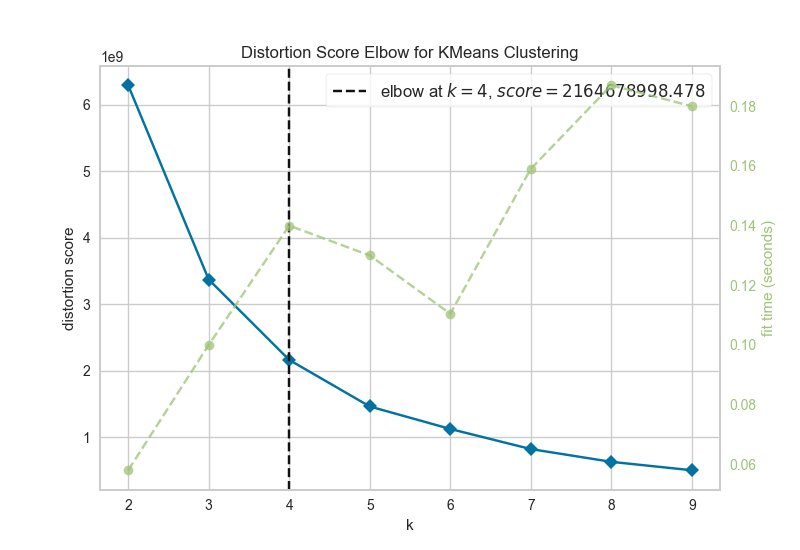 Distortion Score Elbow for KMeans Clustering
1e9
elbow at k = 4, score = 2164678998.478
6
5
4
3
2
1
distortion score
0.18
0.16
0.14
0.12
0.10
0.08
0.06
fit time (seconds)
2 3 4 5 6 7 8 9
k